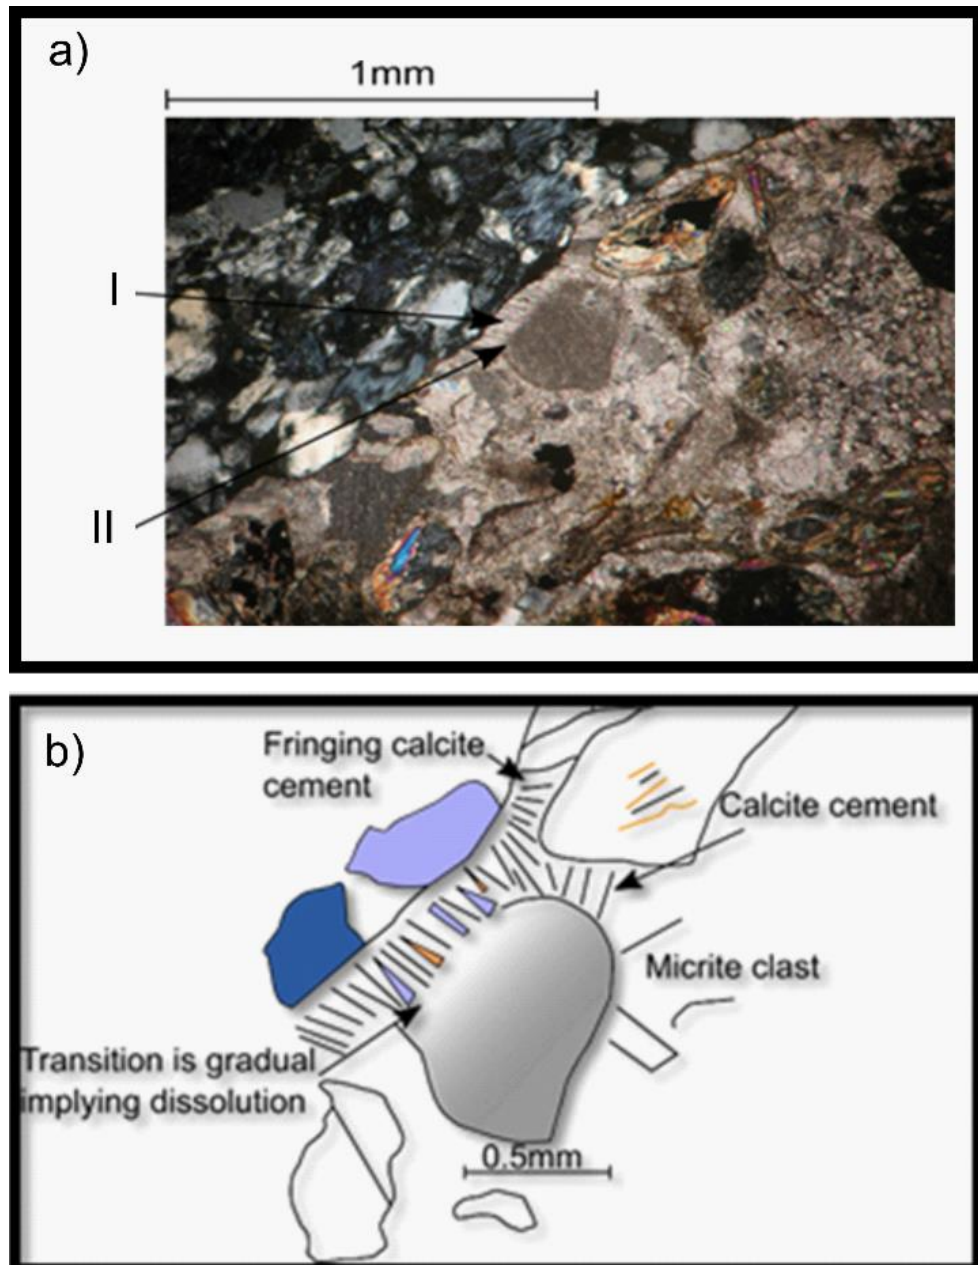 a)
1mm
I
II
b)
Fringing calcite
cement
Calcite cement
Micrite clast
Transition is gradual
implying dissolution
0.5mm